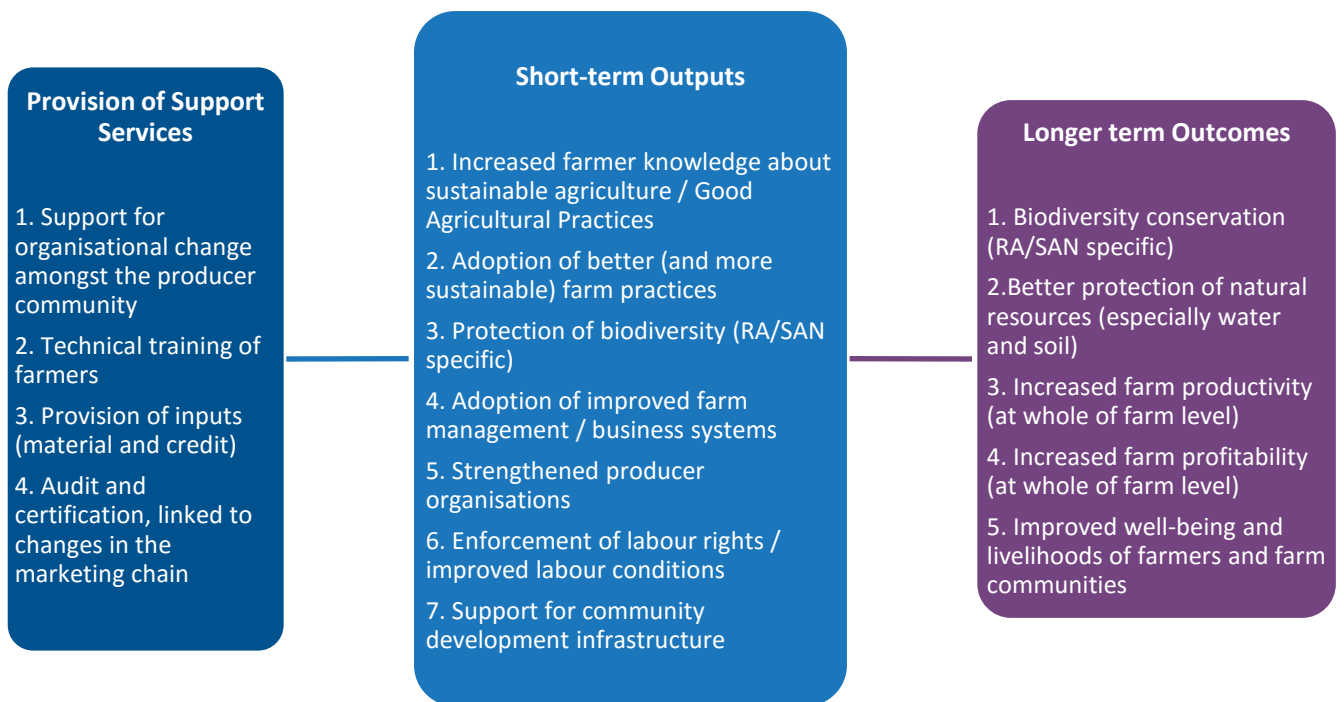 Provision of Support
Services
1. Support for
organisational change
amongst the producer
community
2. Technical training of
farmers
3. Provision of inputs
(material and credit)
4. Audit and
certification, linked to
changes in the
marketing chain
Short-term Outputs
1. Increased farmer knowledge about
sustainable agriculture / Good
Agricultural Practices
2. Adoption of better (and more
sustainable) farm practices
3. Protection of biodiversity (RA/SAN
specific)
4. Adoption of improved farm
management / business systems
5. Strengthened producer
organisations
6. Enforcement of labour rights /
improved labour conditions
7. Support for community
development infrastructure
Longer term Outcomes
1. Biodiversity conservation
(RA/SAN specific)
2.Better protection of natural
resources (especially water
and soil)
3. Increased farm productivity
(at whole of farm level)
4. Increased farm profitability
(at whole of farm level)
5. Improved well-being and
livelihoods of farmers and farm
communities